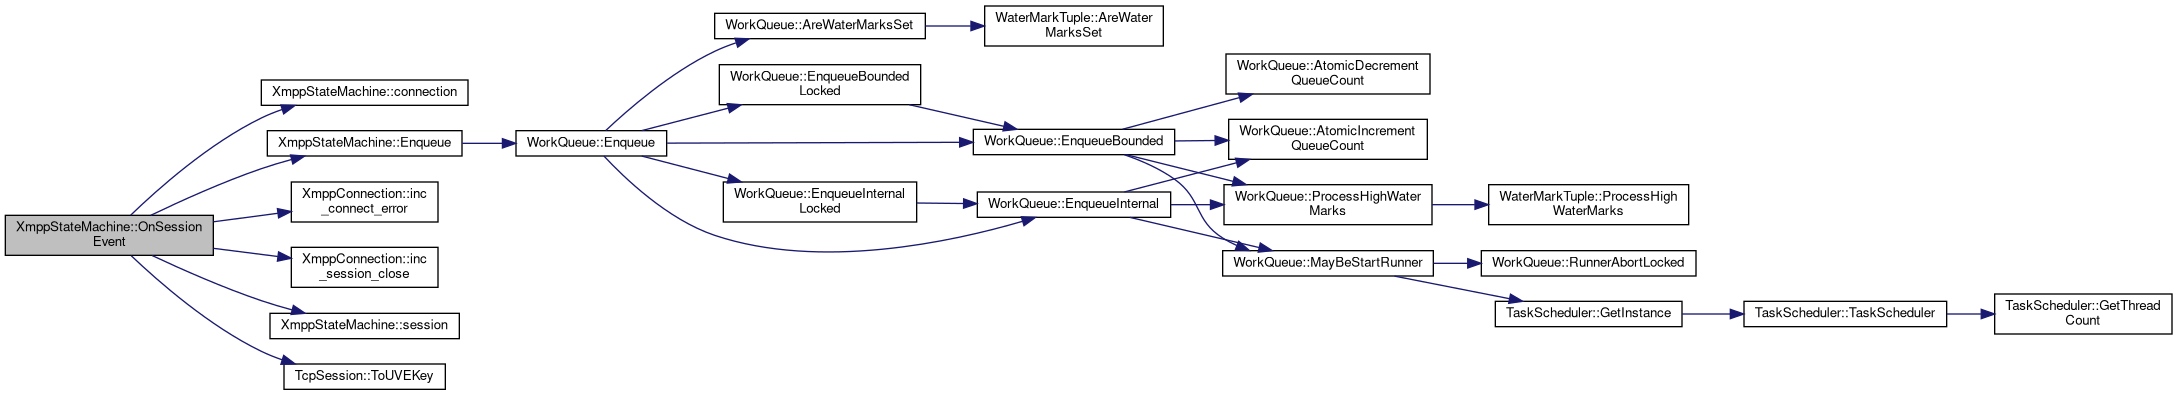 XmppStateMachine::OnSession
Event
XmppStateMachine::connection
XmppStateMachine::Enqueue
XmppConnection::inc
_connect_error
XmppConnection::inc
_session_close
XmppStateMachine::session
TcpSession::ToUVEKey
WorkQueue::Enqueue
WorkQueue::AreWaterMarksSet
WorkQueue::EnqueueBounded
Locked
WorkQueue::EnqueueInternal
Locked
WaterMarkTuple::AreWater
MarksSet
WorkQueue::EnqueueBounded
WorkQueue::EnqueueInternal
WorkQueue::AtomicDecrement
QueueCount
WorkQueue::AtomicIncrement
QueueCount
WorkQueue::ProcessHighWater
Marks
WorkQueue::MayBeStartRunner
WaterMarkTuple::ProcessHigh
WaterMarks
WorkQueue::RunnerAbortLocked
TaskScheduler::GetInstance
TaskScheduler::TaskScheduler
TaskScheduler::GetThread
Count